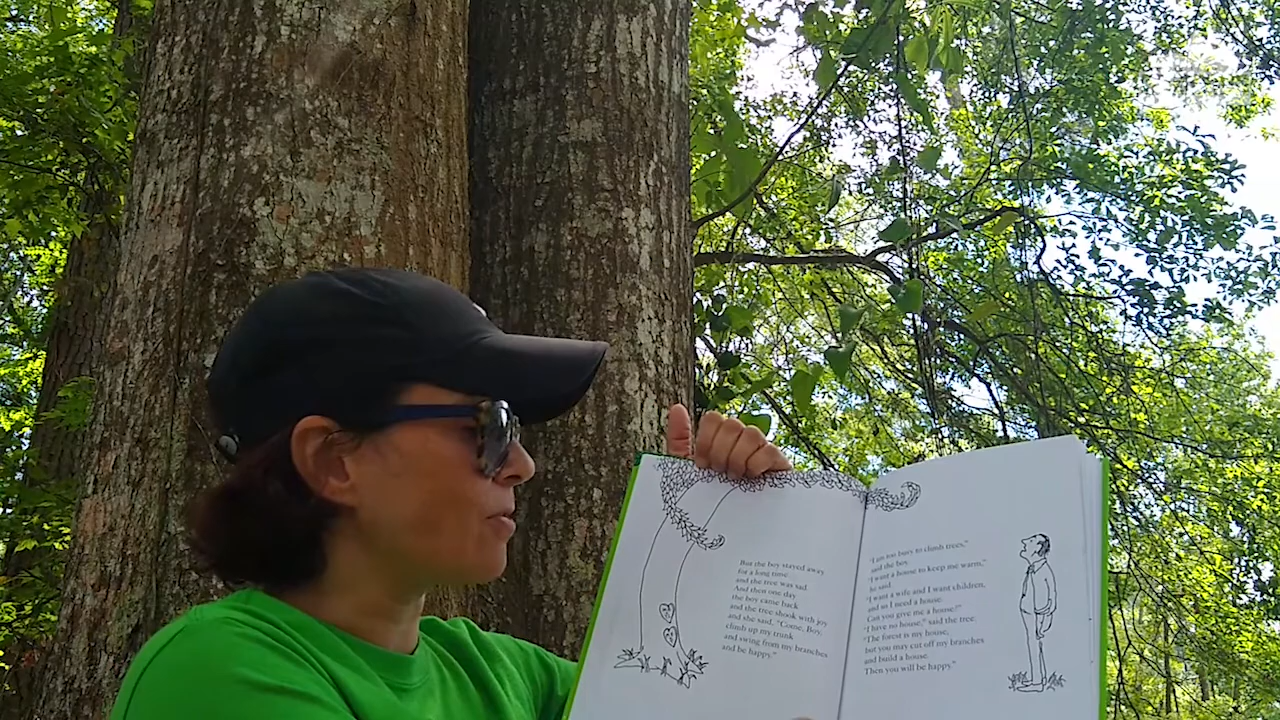 But the boy stayed away
for a long time.
and the tree was sad.
And then one day
the boy came back
and the tree shook with joy
and she said, "Come, Boy,
climb up my trunk
and swing from my branches
and be happy."
"I am too busy to climb trees,"
said the boy.
"I want a house to keep me warm,"
he said.
"I want a wife and I want children,
and so I need a house.
Can you give me a house?"
"I have no house," said the tree.
"The forest is my house,
but you may cut off my branches
and build a house.
Then you will be happy."